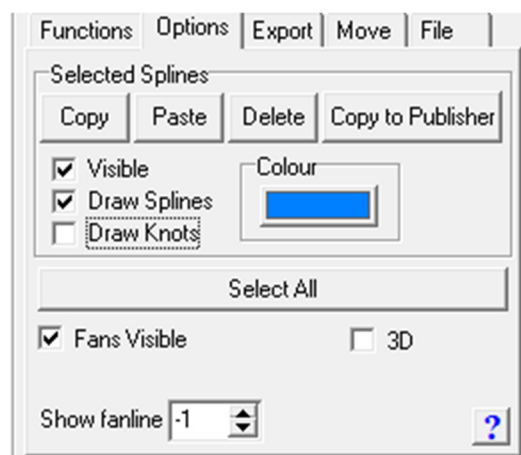 Functions Options Export Move File
Selected Splines
Copy Paste Delete Copy to Publisher
Visible Colour
Draw Splines
Draw Knots
Select All
Fans Visible 3D
Show fanline -1 ?